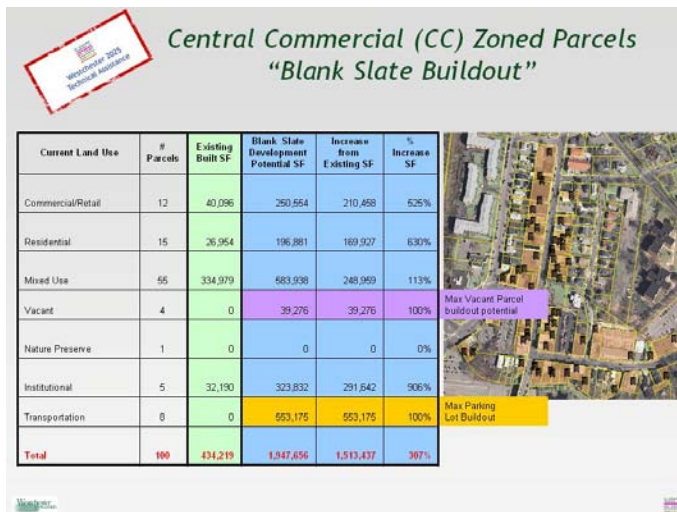 Westchester 2025
Technical Assistance
Central Commercial (CC) Zoned Parcels
“Blank Slate Buildout”
Current Land Use # Parcels Existing Built SF Blank Slate Development Potential SF Increase from Existing SF % Increase SF
Commercial/Retail 12 40,096 250,554 210,458 525%
Residential 15 26,954 196,881 169,927 630%
Mixed Use 55 334,979 583,938 248,959 113%
Vacant 4 0 39,276 39,276 100%
Max Vacant Parcel
buildout potential
Nature Preserve 1 0 0 0 0%
Institutional 5 32,190 323,832 291,642 906%
Transportation 8 0 553,175 553,175 100%
Max Parking
Lot Buildout
Total 100 434,219 1,947,656 1,513,437 307%
Westchester